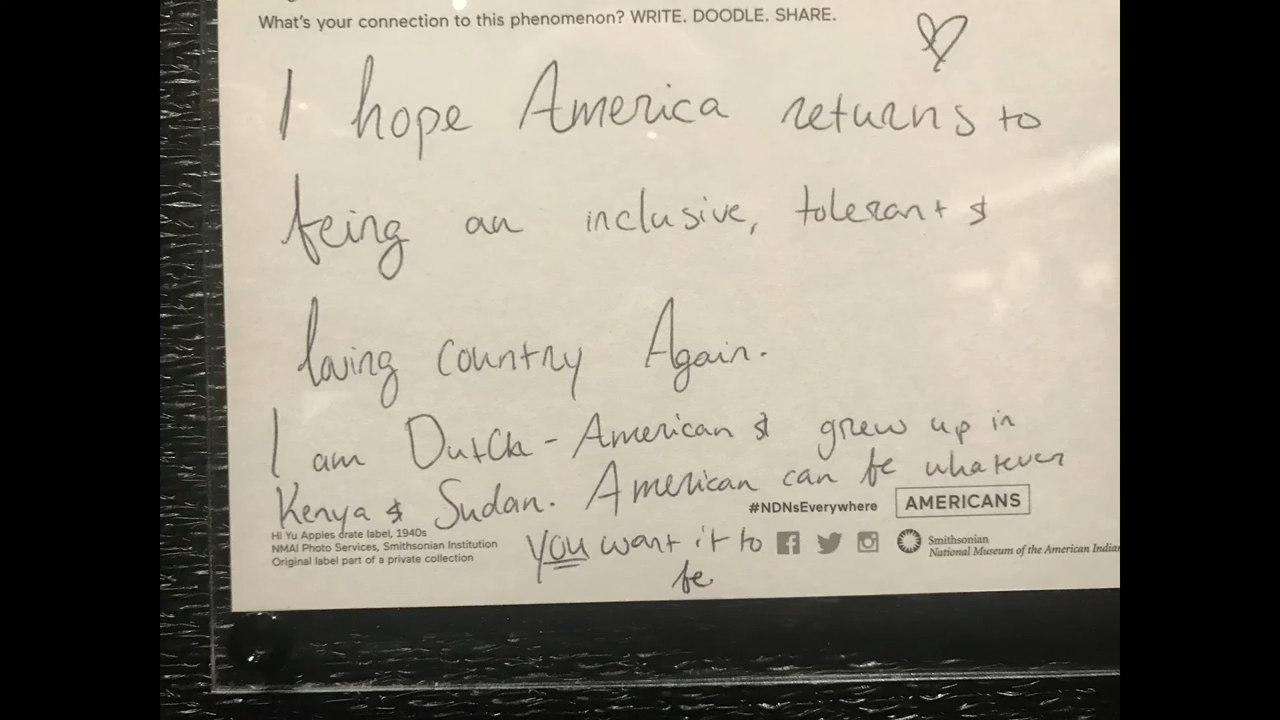 What's your connection to this phenomenon? WRITE. DOODLE. SHARE.
I hope America returns to
being an inclusive, tolerant &
loving country Again.
I am Dutch-American & grew up in
Kenya & Sudan. American can be whatever
you want it to
be
#NDNsEverywhere AMERICANS
Hi Yu Apples crate label, 1940s
NMAI Photo Services, Smithsonian Institution
Original label part of a private collection
Smithsonian
National Museum of the American Indian